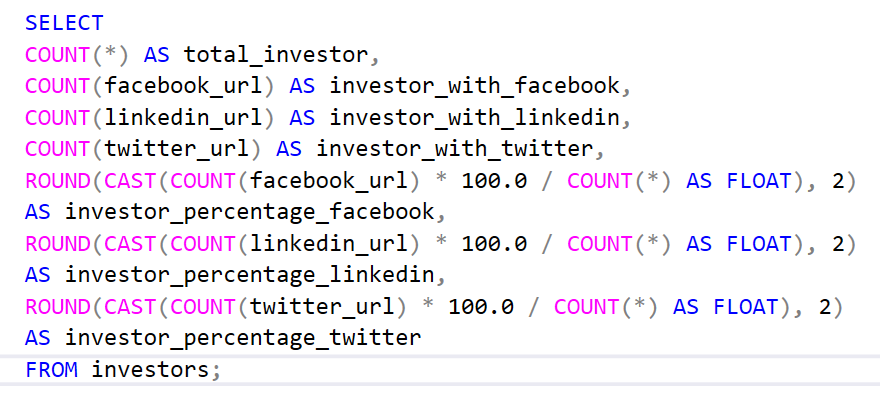 SELECT
COUNT(*) AS total_investor,
COUNT(facebook_url) AS investor_with_facebook,
COUNT(linkedin_url) AS investor_with_linkedin,
COUNT(twitter_url) AS investor_with_twitter,
ROUND(CAST(COUNT(facebook_url) * 100.0 / COUNT(*) AS FLOAT), 2)
AS investor_percentage_facebook,
ROUND(CAST(COUNT(linkedin_url) * 100.0 / COUNT(*) AS FLOAT), 2)
AS investor_percentage_linkedin,
ROUND(CAST(COUNT(twitter_url) * 100.0 / COUNT(*) AS FLOAT), 2)
AS investor_percentage_twitter
FROM investors;